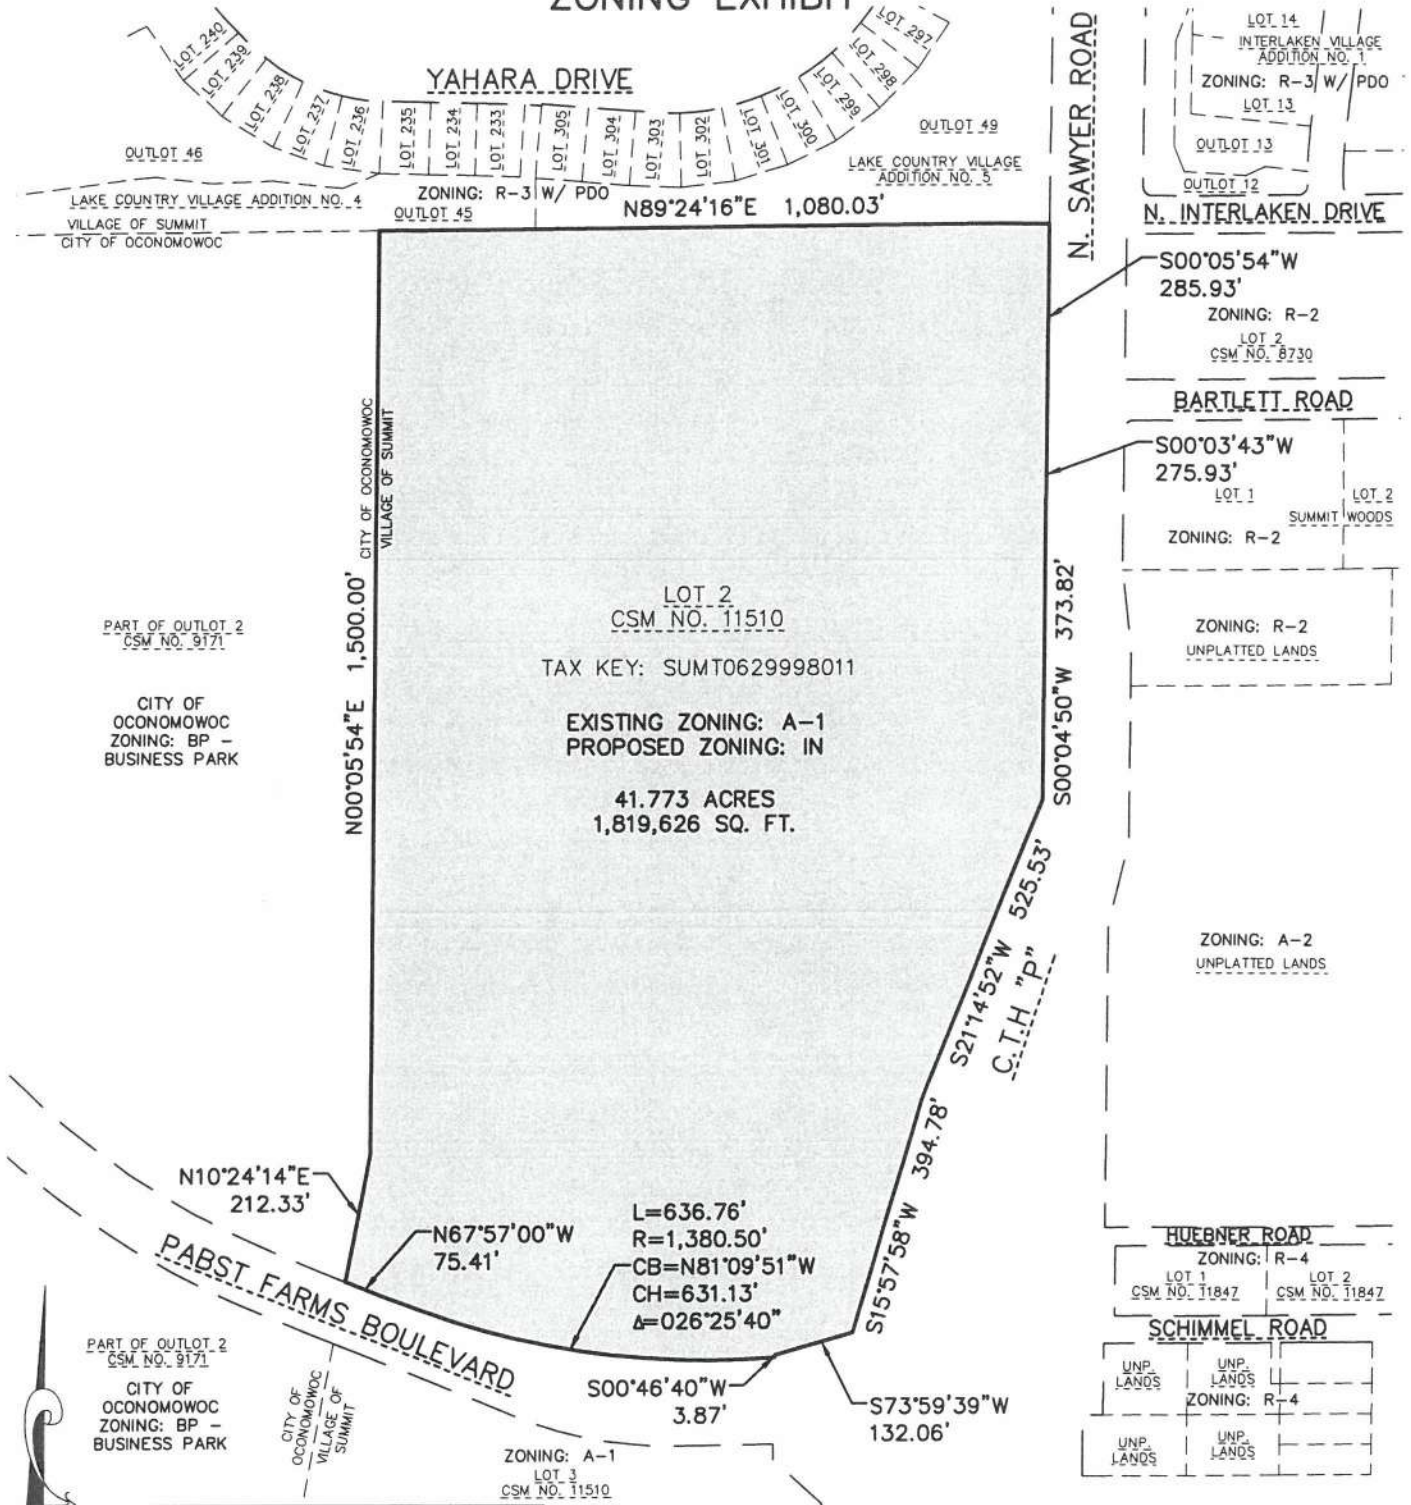 ZONING EXHIBIT
LOT 240
LOT 239
LOT 238
LOT 237
LOT 236
YAHARA DRIVE
LOT 235
LOT 234
LOT 233
LOT 305
LOT 304
LOT 303
LOT 302
LOT 301
LOT 300
LOT 299
LOT 298
LOT 297
OUTLOT 46
OUTLOT 49
LAKE COUNTRY VILLAGE
ADDITION NO. 5
LAKE COUNTRY VILLAGE ADDITION NO. 4
ZONING: R-3 W/ PDO
OUTLOT 45
VILLAGE OF SUMMIT
CITY OF OCONOMOWOC
N89°24'16"E 1,080.03'
N. SAWYER ROAD
LOT 14
INTERLAKEN VILLAGE
ADDITION NO. 1
ZONING: R-3 W/ PDO
LOT 13
OUTLOT 13
OUTLOT 12
N. INTERLAKEN DRIVE
S00°05'54"W
285.93'
ZONING: R-2
LOT 2
CSM NO. 8730
BARTLETT ROAD
S00°03'43"W
275.93'
LOT 1
LOT 2
SUMMIT WOODS
ZONING: R-2
CITY OF OCONOMOWOC
VILLAGE OF SUMMIT
N00°05'54"E 1,500.00'
S00°04'50"W 373.82'
ZONING: R-2
UNPLATTED LANDS
PART OF OUTLOT 2
CSM NO. 9171
CITY OF
OCONOMOWOC
ZONING: BP -
BUSINESS PARK
LOT 2
CSM NO. 11510
TAX KEY: SUMT0629998011
EXISTING ZONING: A-1
PROPOSED ZONING: IN
41.773 ACRES
1,819,626 SQ. FT.
S21°14'52"W 525.53'
C.T.H. "P"
ZONING: A-2
UNPLATTED LANDS
S15°57'58"W 394.78'
N10°24'14"E
212.33'
N67°57'00"W
75.41'
L=636.76'
R=1,380.50'
CB=N81°09'51"W
CH=631.13'
Δ=026°25'40"
PABST FARMS BOULEVARD
HUEBNER ROAD
ZONING: R-4
LOT 1
CSM NO. 11847
LOT 2
CSM NO. 11847
SCHIMMEL ROAD
UNP.
LANDS
UNP.
LANDS
ZONING: R-4
UNP.
LANDS
UNP.
LANDS
PART OF OUTLOT 2
CSM NO. 9171
CITY OF
OCONOMOWOC
ZONING: BP -
BUSINESS PARK
CITY OF
OCONOMOWOC
VILLAGE OF
SUMMIT
S00°46'40"W
3.87'
S73°59'39"W
132.06'
ZONING: A-1
LOT 3
CSM NO. 11510